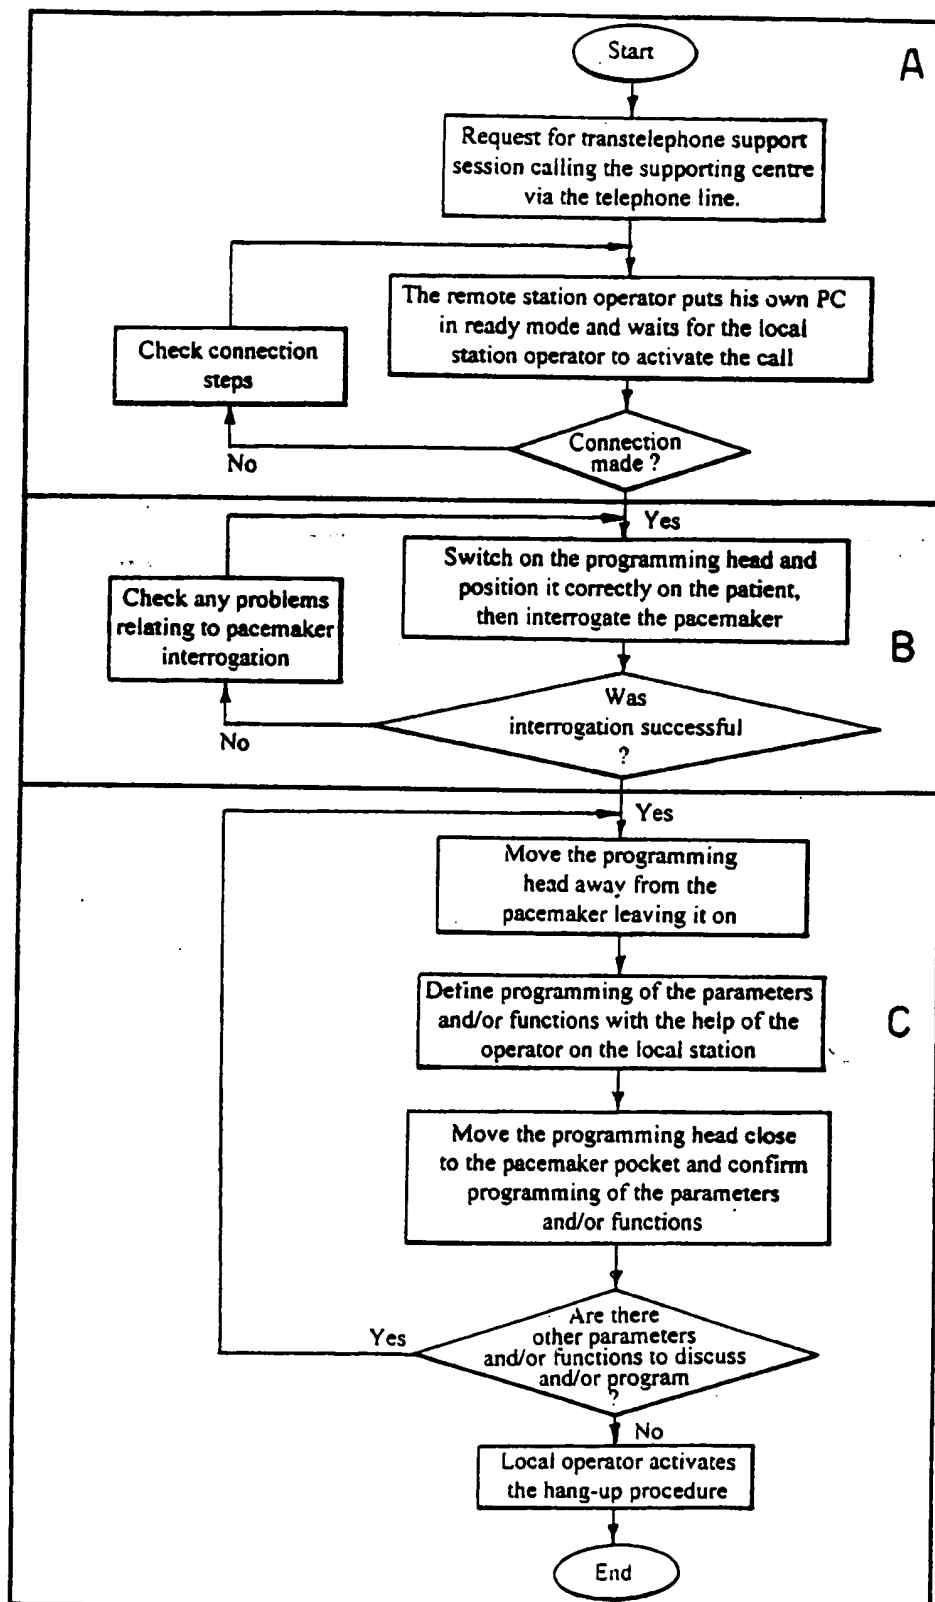 Start
A
Request for transtelephone support
session calling the supporting centre
via the telephone line.
The remote station operator puts his own PC
in ready mode and waits for the local
station operator to activate the call
Check connection
steps
Connection
made ?
No
Yes
Switch on the programming head and
position it correctly on the patient,
then interrogate the pacemaker
Check any problems
relating to pacemaker
interrogation
B
Was
interrogation successful
?
No
Yes
Move the programming
head away from the
pacemaker leaving it on
Define programming of the parameters
and/or functions with the help of the
operator on the local station
C
Move the programming head close
to the pacemaker pocket and confirm
programming of the parameters
and/or functions
Are there
other parameters
and/or functions to discuss
and/or program
?
Yes
No
Local operator activates
the hang-up procedure
End